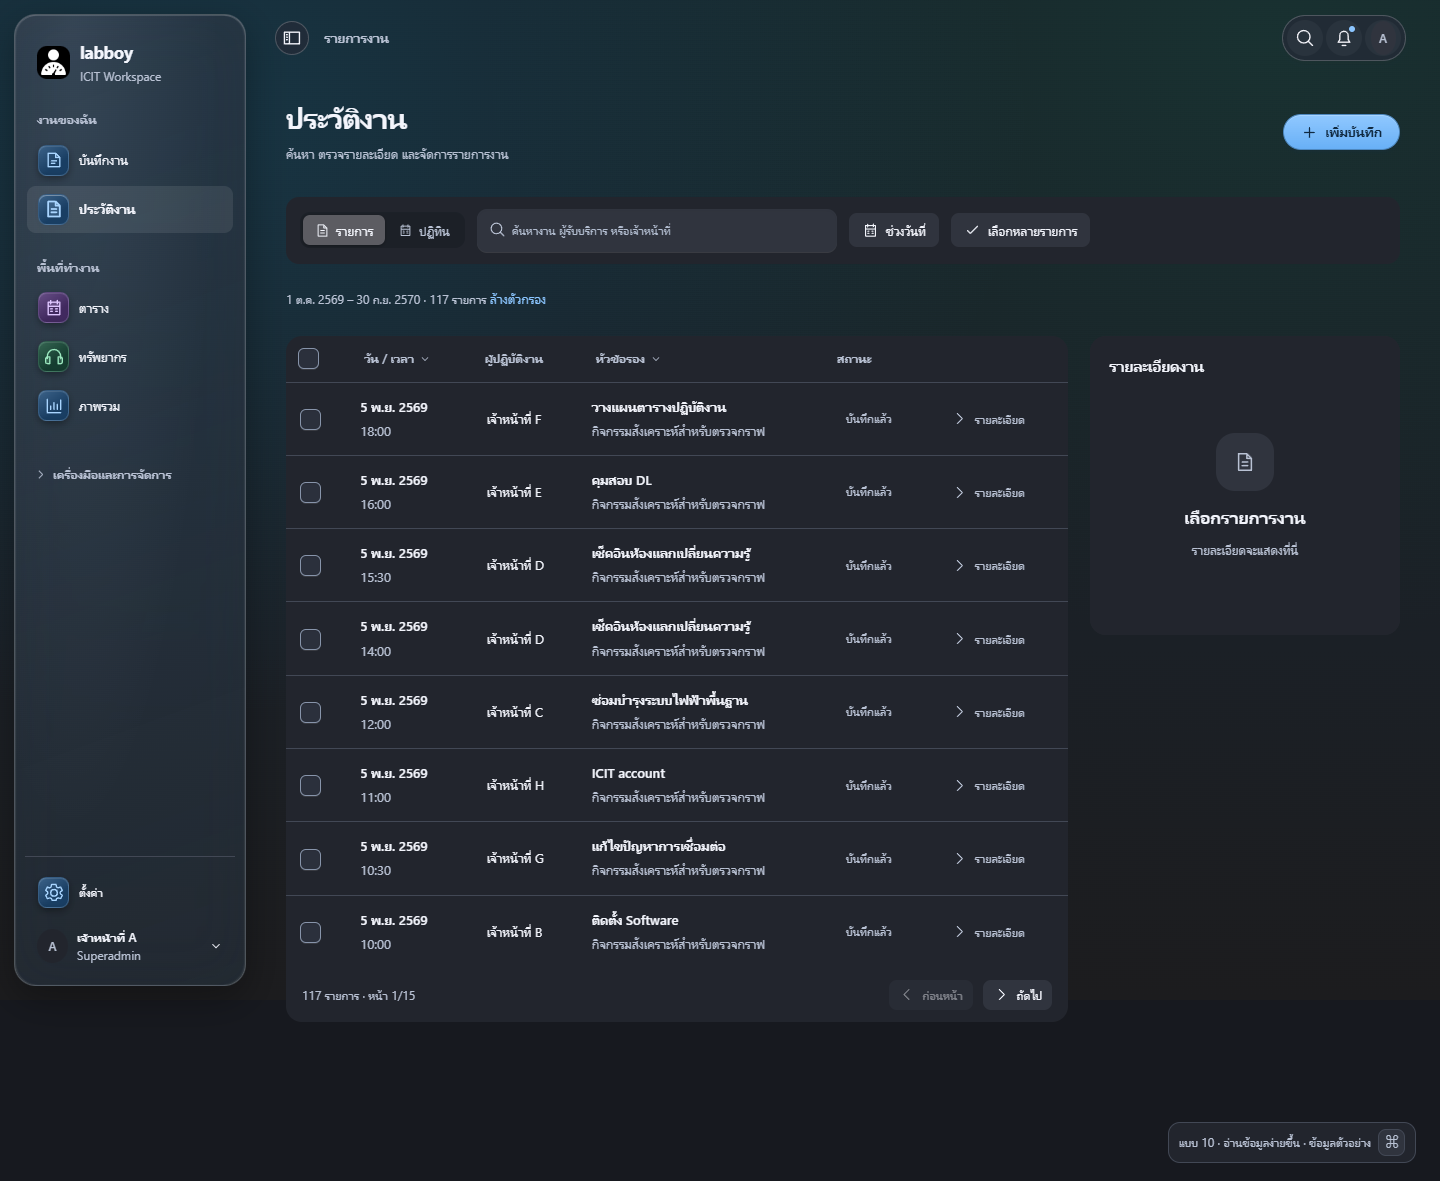 labboy
ICIT Workspace
งานของฉัน
บันทึกงาน
ประวัติงาน
พื้นที่ทำงาน
ตาราง
ทรัพยากร
ภาพรวม
เครื่องมือและการจัดการ
ตั้งค่า
A
เจ้าหน้าที่ A
Superadmin
รายการงาน
A
ประวัติงาน
ค้นหา ตรวจรายละเอียด และจัดการรายการงาน
เพิ่มบันทึก
รายการ
ปฏิทิน
ค้นหางาน ผู้รับบริการ หรือเจ้าหน้าที่
ช่วงวันที่
เลือกหลายรายการ
1 ต.ค. 2569 – 30 ก.ย. 2570 · 117 รายการ ล้างตัวกรอง
วัน / เวลา ผู้ปฏิบัติงาน หัวข้อรอง สถานะ
5 พ.ย. 2569
18:00
เจ้าหน้าที่ F
วางแผนตารางปฏิบัติงาน
กิจกรรมสังเคราะห์สำหรับตรวจกราฟ
บันทึกแล้ว
รายละเอียด
5 พ.ย. 2569
16:00
เจ้าหน้าที่ E
คุมสอบ DL
กิจกรรมสังเคราะห์สำหรับตรวจกราฟ
บันทึกแล้ว
รายละเอียด
5 พ.ย. 2569
15:30
เจ้าหน้าที่ D
เช็คอินห้องแลกเปลี่ยนความรู้
กิจกรรมสังเคราะห์สำหรับตรวจกราฟ
บันทึกแล้ว
รายละเอียด
5 พ.ย. 2569
14:00
เจ้าหน้าที่ D
เช็คอินห้องแลกเปลี่ยนความรู้
กิจกรรมสังเคราะห์สำหรับตรวจกราฟ
บันทึกแล้ว
รายละเอียด
5 พ.ย. 2569
12:00
เจ้าหน้าที่ C
ซ่อมบำรุงระบบไฟฟ้าพื้นฐาน
กิจกรรมสังเคราะห์สำหรับตรวจกราฟ
บันทึกแล้ว
รายละเอียด
5 พ.ย. 2569
11:00
เจ้าหน้าที่ H
ICIT account
กิจกรรมสังเคราะห์สำหรับตรวจกราฟ
บันทึกแล้ว
รายละเอียด
5 พ.ย. 2569
10:30
เจ้าหน้าที่ G
แก้ไขปัญหาการเชื่อมต่อ
กิจกรรมสังเคราะห์สำหรับตรวจกราฟ
บันทึกแล้ว
รายละเอียด
5 พ.ย. 2569
10:00
เจ้าหน้าที่ B
ติดตั้ง Software
กิจกรรมสังเคราะห์สำหรับตรวจกราฟ
บันทึกแล้ว
รายละเอียด
117 รายการ · หน้า 1/15
ก่อนหน้า
ถัดไป
รายละเอียดงาน
เลือกรายการงาน
รายละเอียดจะแสดงที่นี่
แบบ 10 · อ่านข้อมูลง่ายขึ้น · ข้อมูลตัวอย่าง ⌘